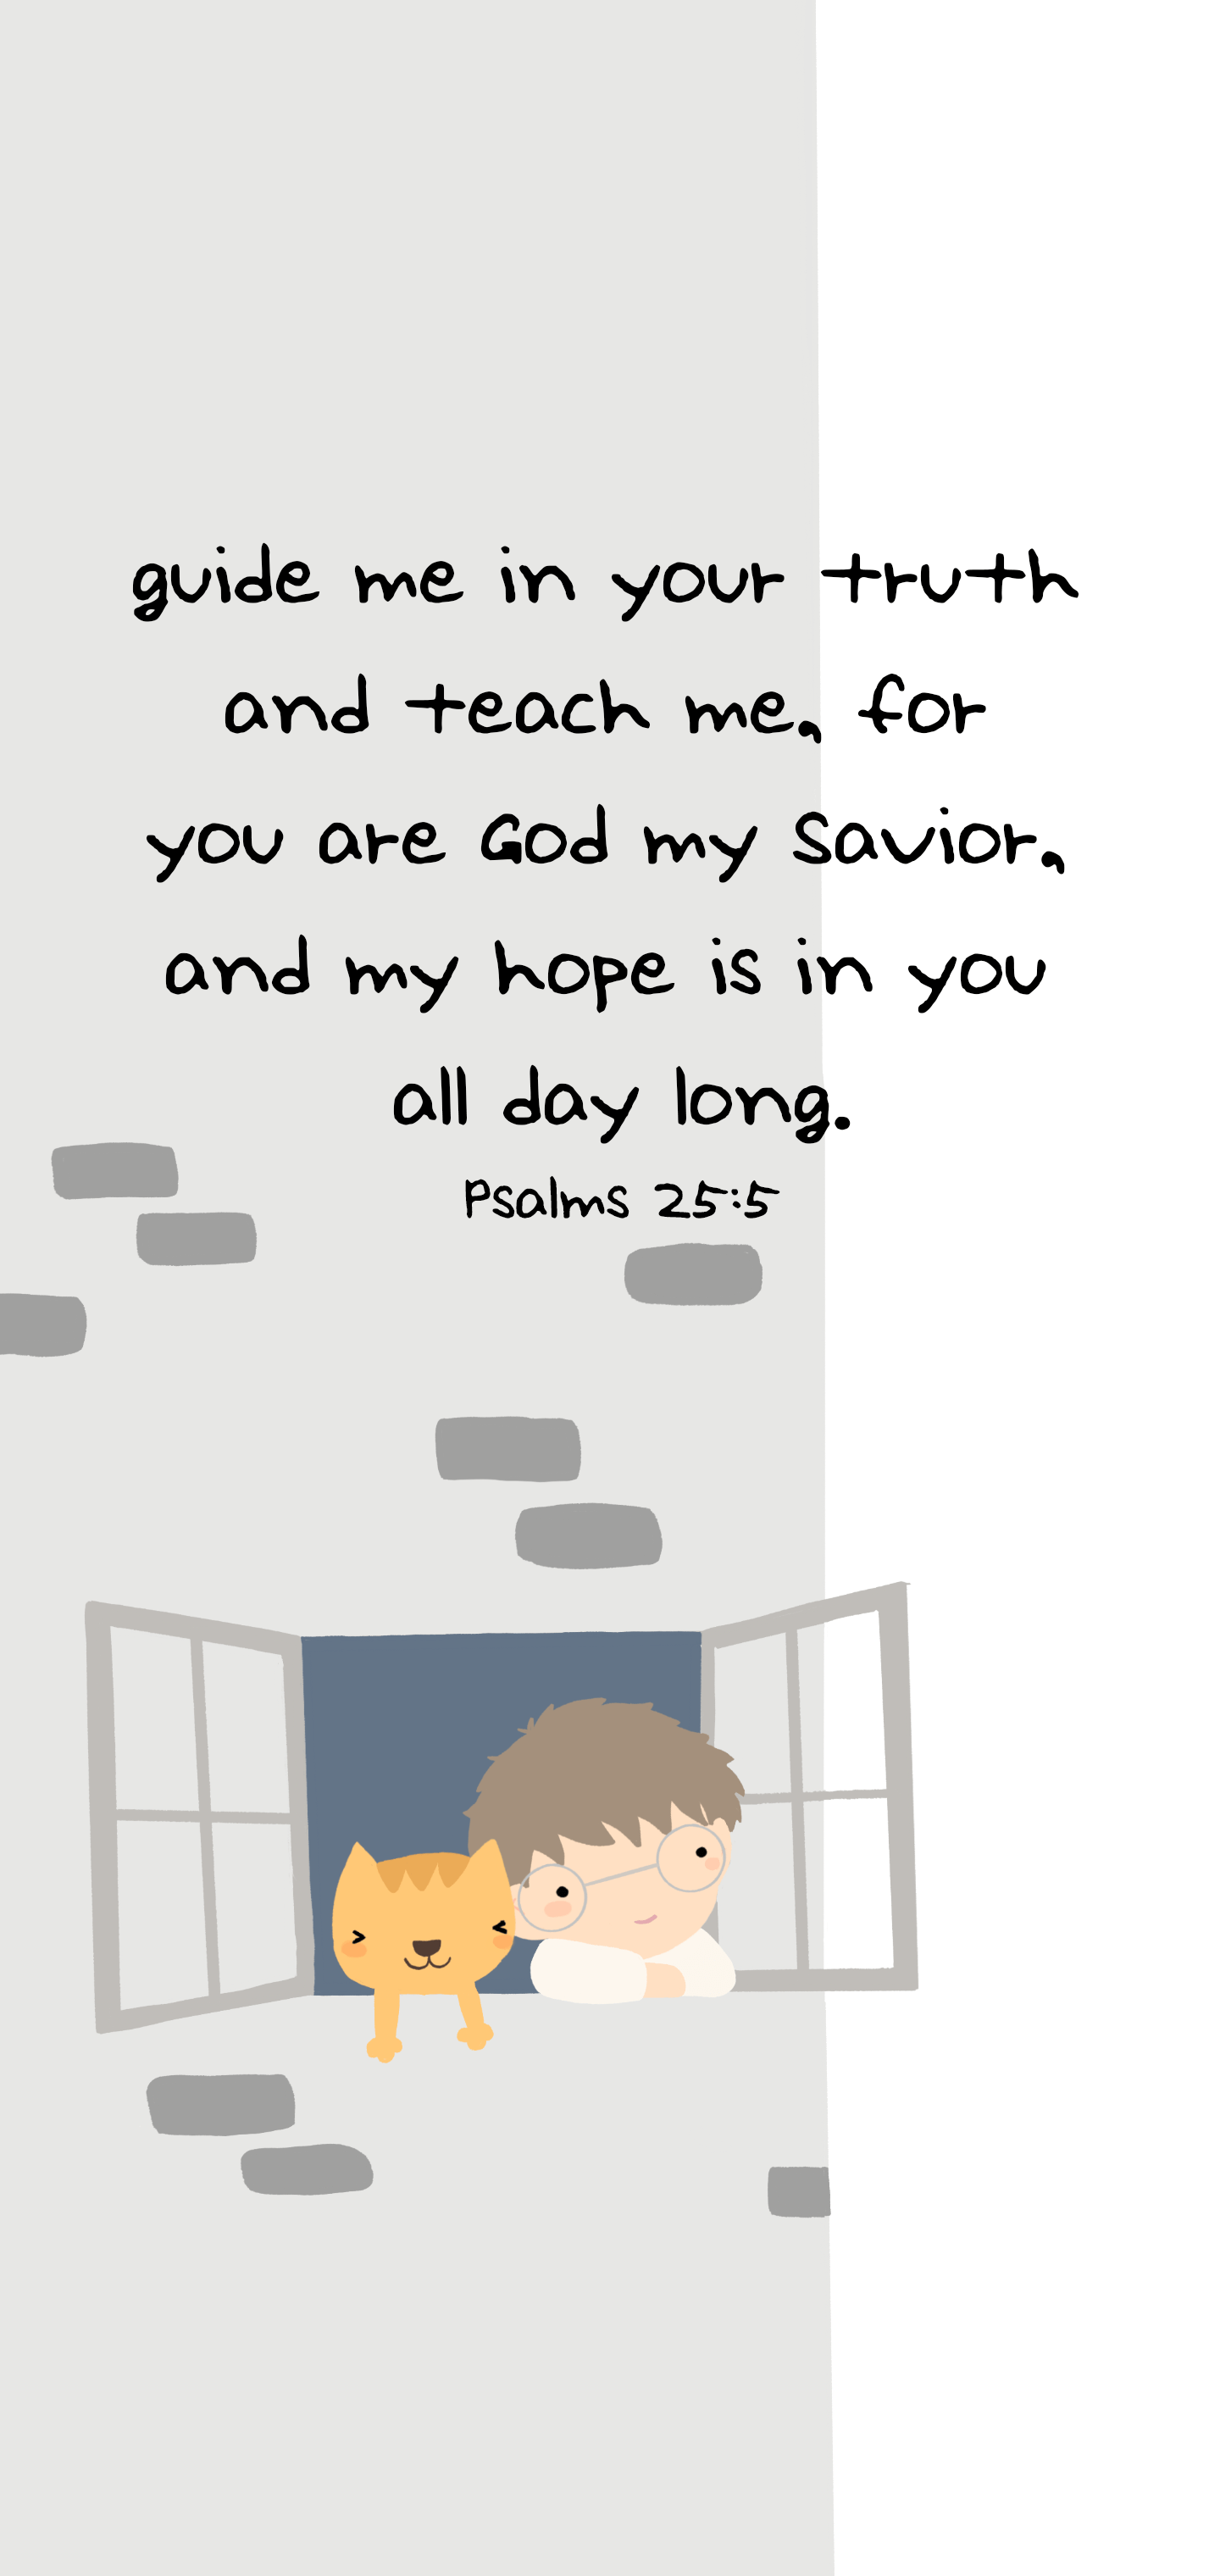 guide me in your truth
and teach me, for
you are God my Savior,
and my hope is in you
all day long.
Psalms 25:5